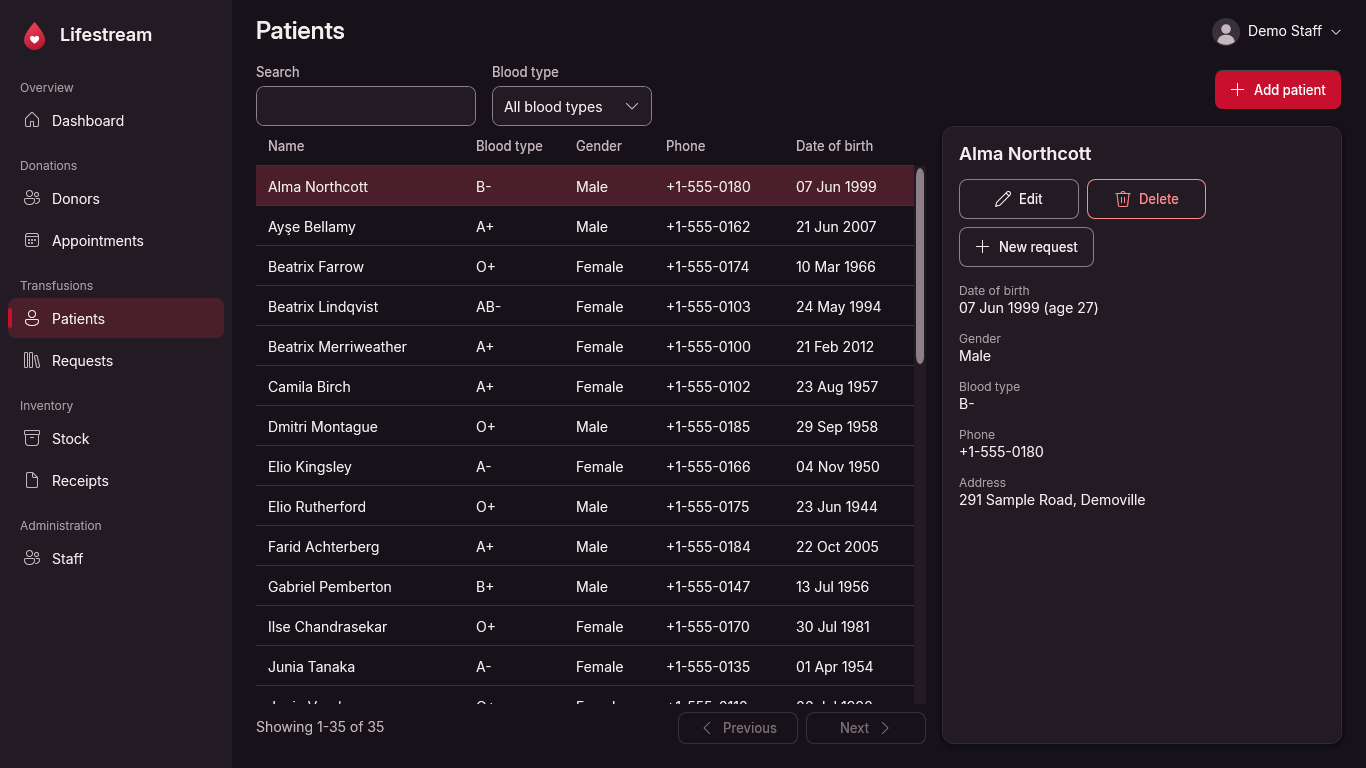 Lifestream
Overview
Dashboard
Donations
Donors
Appointments
Transfusions
Patients
Requests
Inventory
Stock
Receipts
Administration
Staff
Patients
Demo Staff
Search
Blood type
All blood types
Add patient
Name Blood type Gender Phone Date of birth
Alma Northcott B- Male +1-555-0180 07 Jun 1999
Ayşe Bellamy A+ Male +1-555-0162 21 Jun 2007
Beatrix Farrow O+ Female +1-555-0174 10 Mar 1966
Beatrix Lindqvist AB- Female +1-555-0103 24 May 1994
Beatrix Merriweather A+ Female +1-555-0100 21 Feb 2012
Camila Birch A+ Female +1-555-0102 23 Aug 1957
Dmitri Montague O+ Male +1-555-0185 29 Sep 1958
Elio Kingsley A- Female +1-555-0166 04 Nov 1950
Elio Rutherford O+ Male +1-555-0175 23 Jun 1944
Farid Achterberg A+ Male +1-555-0184 22 Oct 2005
Gabriel Pemberton B+ Male +1-555-0147 13 Jul 1956
Ilse Chandrasekar O+ Female +1-555-0170 30 Jul 1981
Junia Tanaka A- Female +1-555-0135 01 Apr 1954
Showing 1-35 of 35
Previous
Next
Alma Northcott
Edit
Delete
New request
Date of birth
07 Jun 1999 (age 27)
Gender
Male
Blood type
B-
Phone
+1-555-0180
Address
291 Sample Road, Demoville